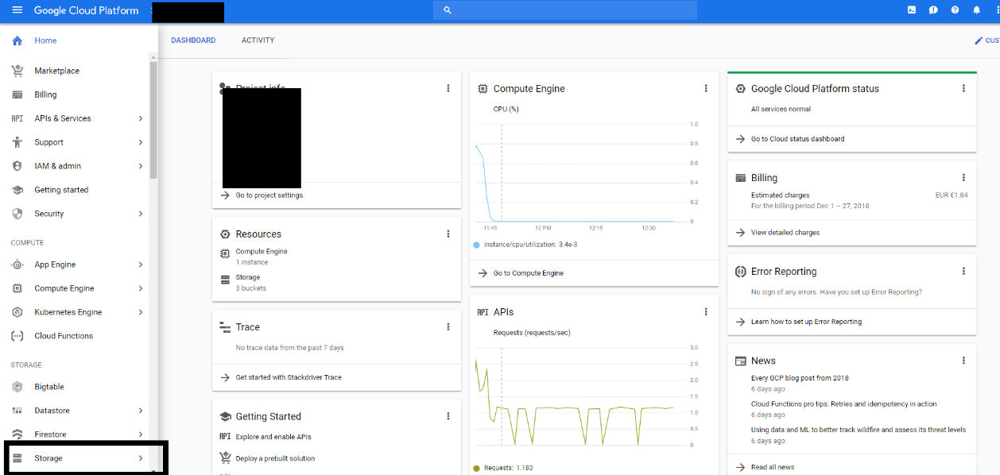 Google Cloud Platform
Home
Marketplace
Billing
API APIs & Services
Support
IAM & admin
Getting started
Security
COMPUTE
App Engine
Compute Engine
Kubernetes Engine
Cloud Functions
STORAGE
Bigtable
Datastore
Firestore
Storage
DASHBOARD
ACTIVITY
CUST
Project info
Go to project settings
Resources
Compute Engine
1 instance
Storage
3 buckets
Trace
No trace data from the past 7 days
Get started with Stackdriver Trace
Getting Started
API Explore and enable APIs
Deploy a prebuilt solution
Compute Engine
CPU (%)
1.0
0.8
0.6
0.4
0.2
0
11:45 12 PM 12:15 12:30
instance/cpu/utilization: 3.4e-3
Go to Compute Engine
API APIs
Requests (requests/sec)
3.0
2.5
2.0
1.5
1.0
0.5
0
Requests: 1.183
Google Cloud Platform status
All services normal
Go to Cloud status dashboard
Billing
Estimated charges EUR €1.84
For the billing period Dec 1 – 27, 2018
View detailed charges
Error Reporting
No sign of any errors. Have you set up Error Reporting?
Learn how to set up Error Reporting
News
Every GCP blog post from 2018
6 days ago
Cloud Functions pro tips: Retries and idempotency in action
6 days ago
Using data and ML to better track wildfire and assess its threat levels
6 days ago
Read all news